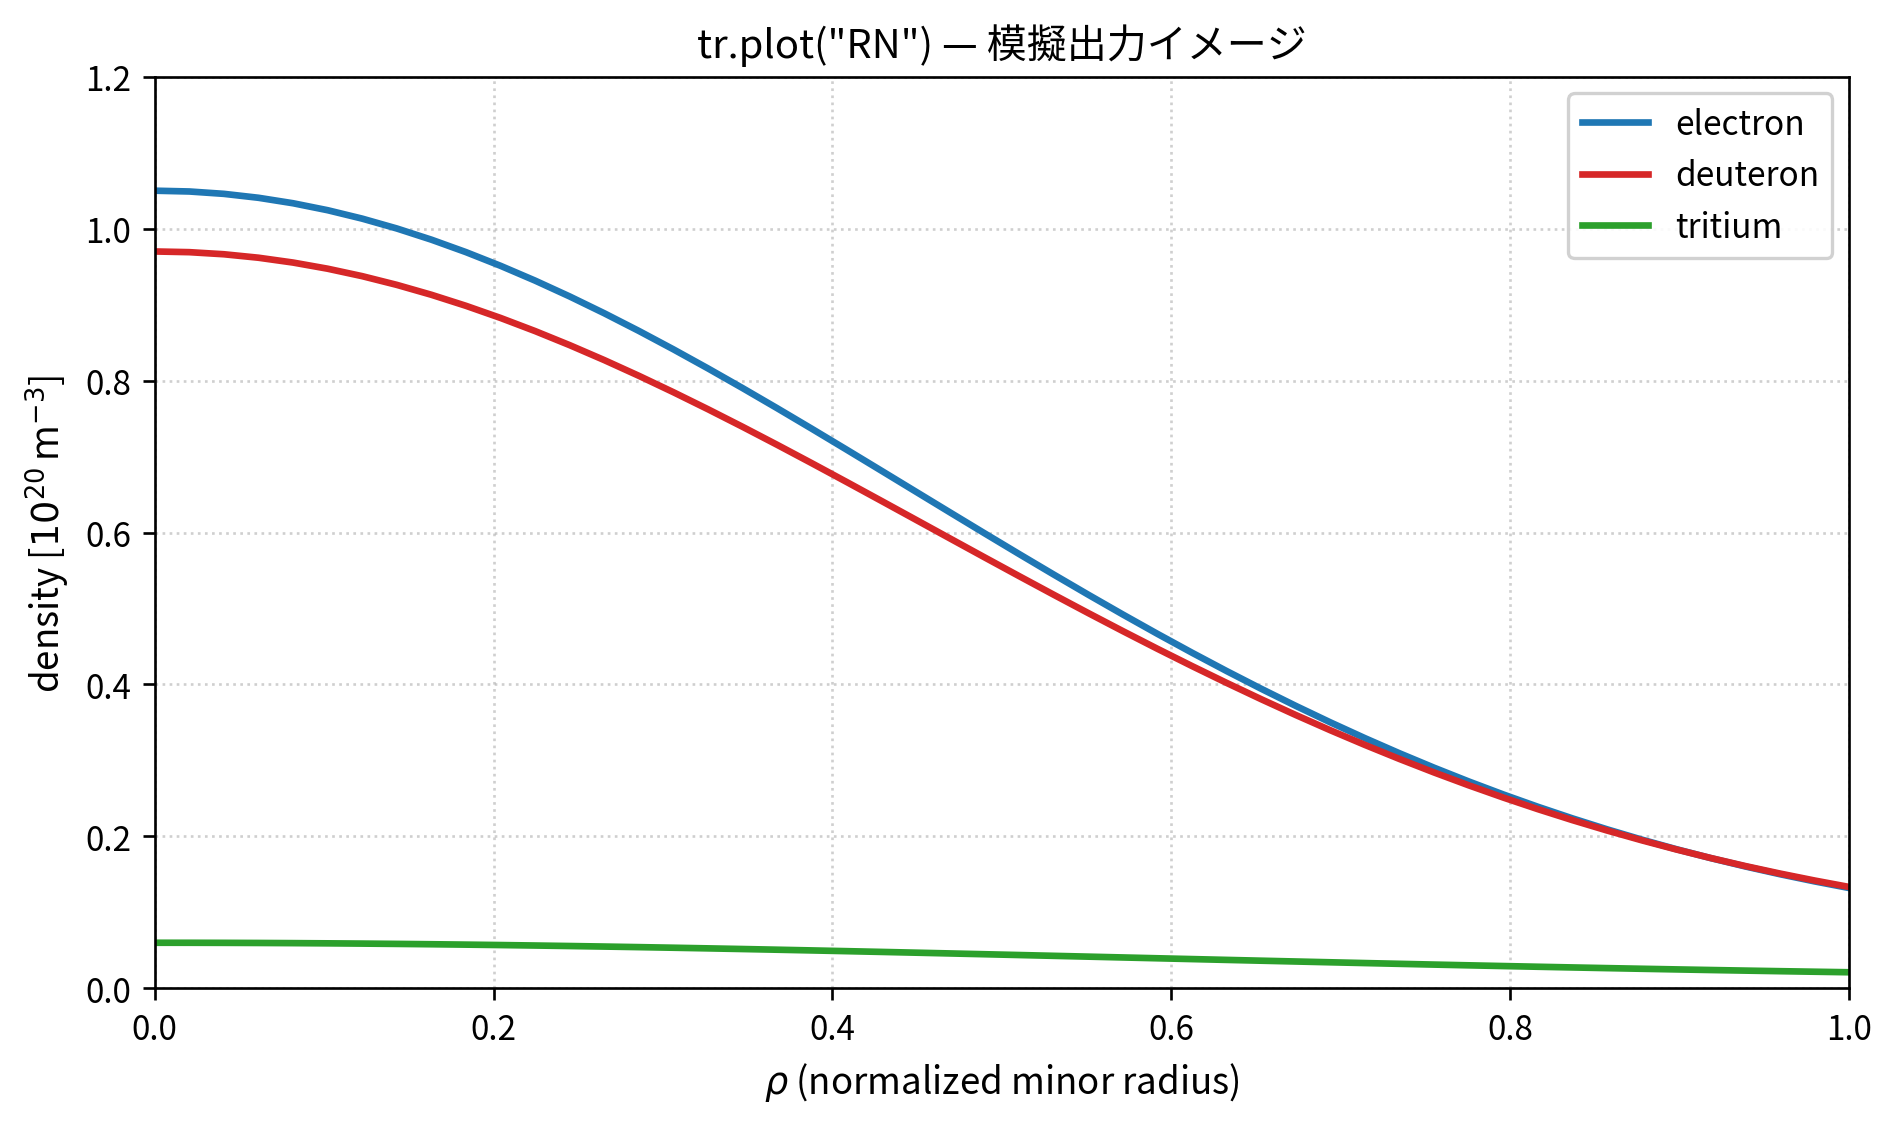 tr.plot("RN") — 模擬出力イメージ
electron
deuteron
tritium
density [10²⁰ m⁻³]
1.2
1.0
0.8
0.6
0.4
0.2
0.0
0.0 0.2 0.4 0.6 0.8 1.0
ρ (normalized minor radius)